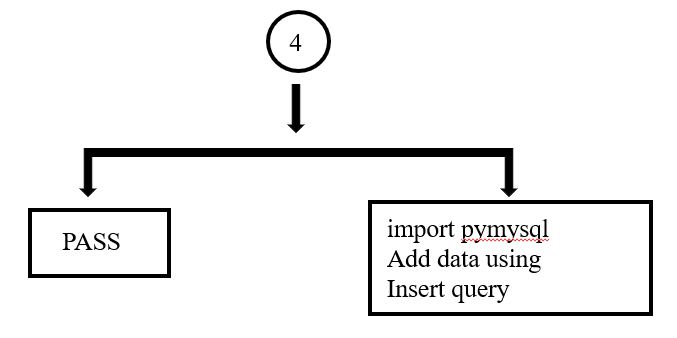 4
PASS
import pymysql
Add data using
Insert query